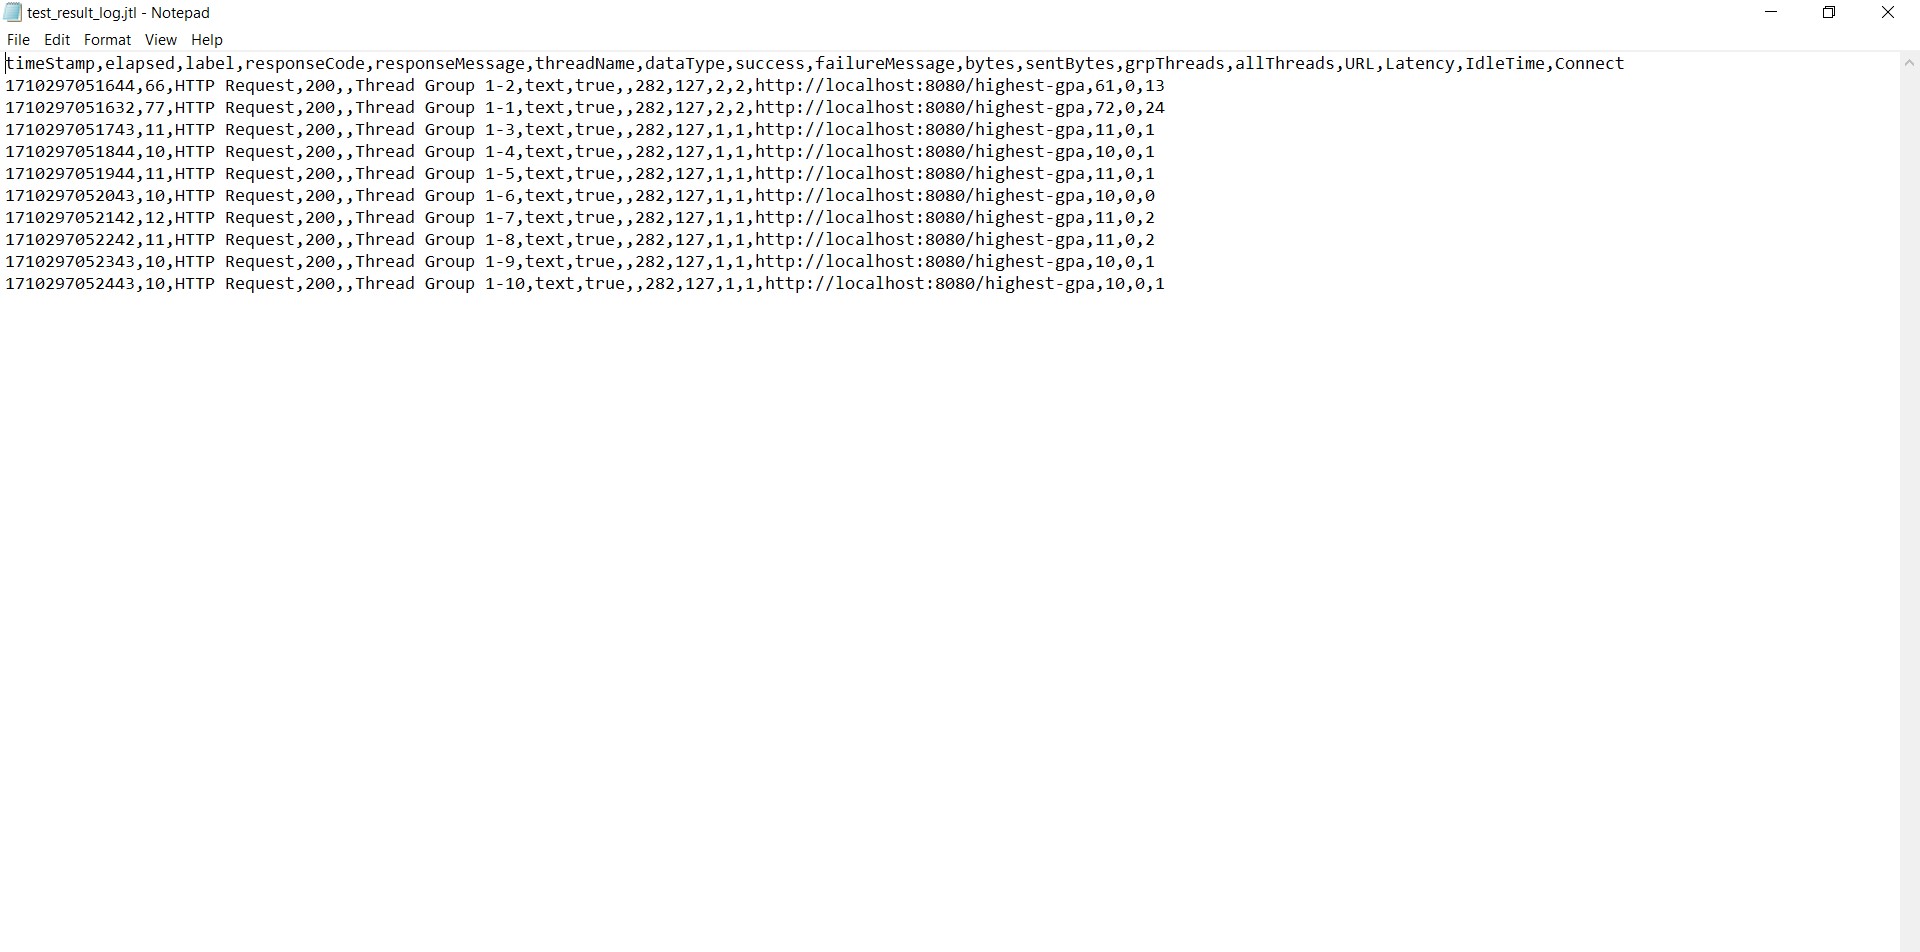 test_result_log.jtl - Notepad
File Edit Format View Help
timeStamp,elapsed,label,responseCode,responseMessage,threadName,dataType,success,failureMessage,bytes,sentBytes,grpThreads,allThreads,URL,Latency,IdleTime,Connect
1710297051644,66,HTTP Request,200,,Thread Group 1-2,text,true,,282,127,2,2,http://localhost:8080/highest-gpa,61,0,13
1710297051632,77,HTTP Request,200,,Thread Group 1-1,text,true,,282,127,2,2,http://localhost:8080/highest-gpa,72,0,24
1710297051743,11,HTTP Request,200,,Thread Group 1-3,text,true,,282,127,1,1,http://localhost:8080/highest-gpa,11,0,1
1710297051844,10,HTTP Request,200,,Thread Group 1-4,text,true,,282,127,1,1,http://localhost:8080/highest-gpa,10,0,1
1710297051944,11,HTTP Request,200,,Thread Group 1-5,text,true,,282,127,1,1,http://localhost:8080/highest-gpa,11,0,1
1710297052043,10,HTTP Request,200,,Thread Group 1-6,text,true,,282,127,1,1,http://localhost:8080/highest-gpa,10,0,0
1710297052142,12,HTTP Request,200,,Thread Group 1-7,text,true,,282,127,1,1,http://localhost:8080/highest-gpa,11,0,2
1710297052242,11,HTTP Request,200,,Thread Group 1-8,text,true,,282,127,1,1,http://localhost:8080/highest-gpa,11,0,2
1710297052343,10,HTTP Request,200,,Thread Group 1-9,text,true,,282,127,1,1,http://localhost:8080/highest-gpa,10,0,1
1710297052443,10,HTTP Request,200,,Thread Group 1-10,text,true,,282,127,1,1,http://localhost:8080/highest-gpa,10,0,1